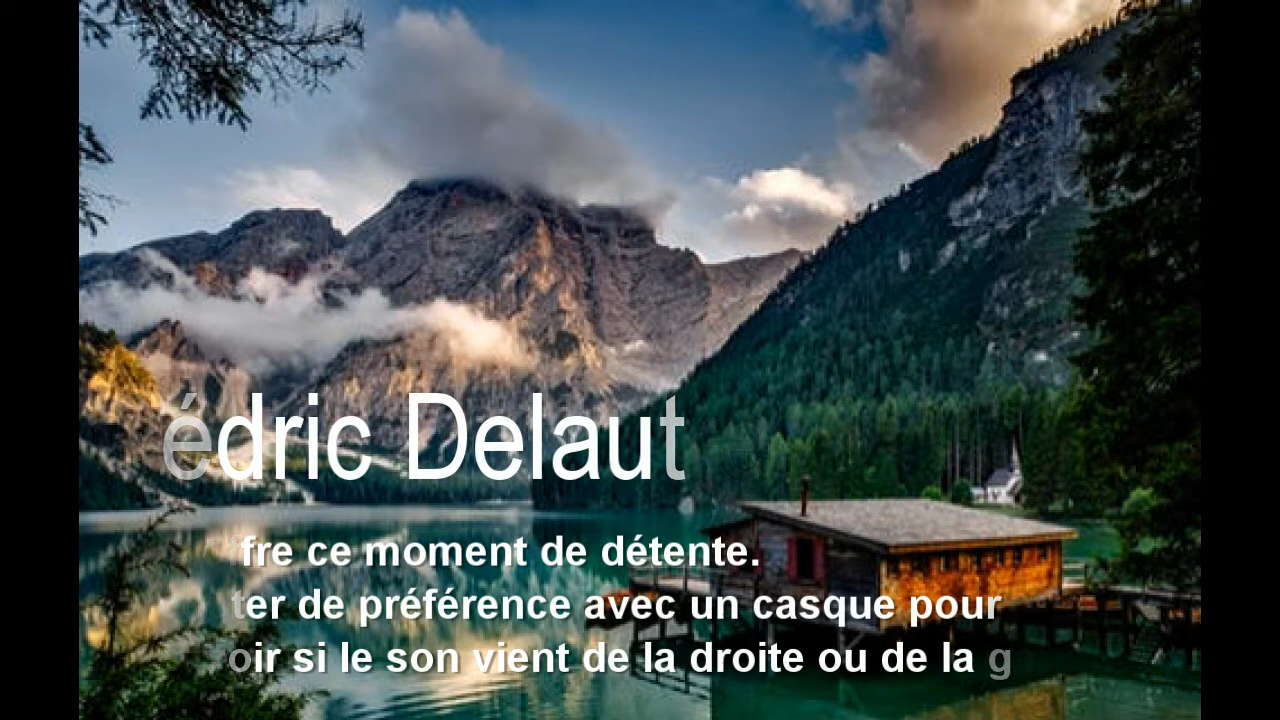 édric Delaut
fre ce moment de détente.
ter de préférence avec un casque pour
oir si le son vient de la droite ou de la g